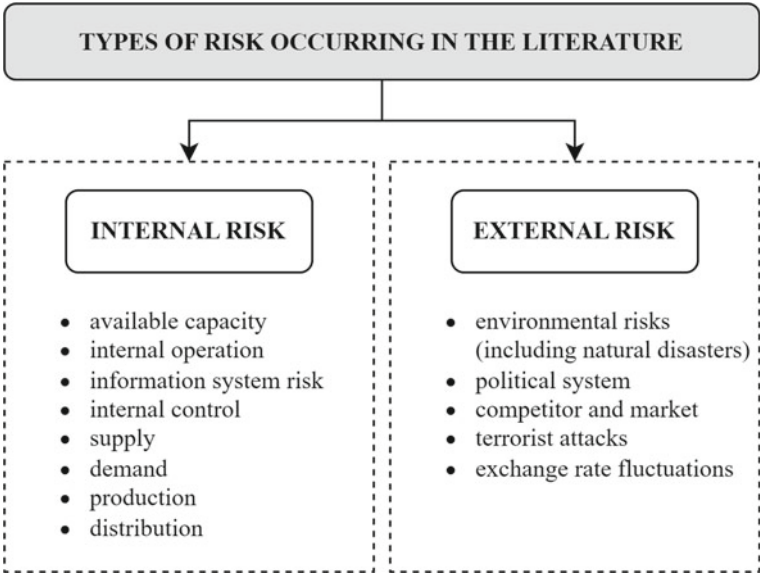 TYPES OF RISK OCCURRING IN THE LITERATURE
INTERNAL RISK
• available capacity
• internal operation
• information system risk
• internal control
• supply
• demand
• production
• distribution
EXTERNAL RISK
• environmental risks
(including natural disasters)
• political system
• competitor and market
• terrorist attacks
• exchange rate fluctuations